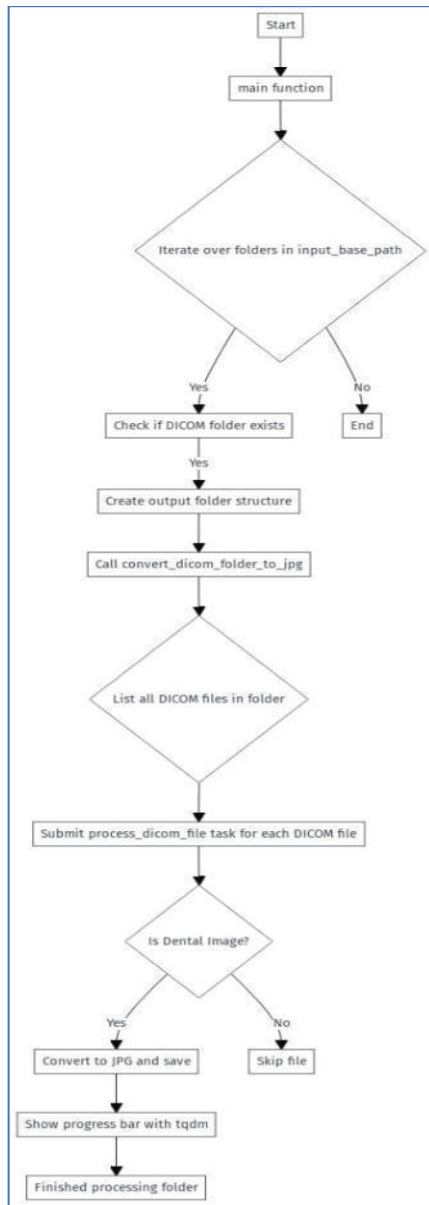 Start
main function
Iterate over folders in input_base_path
Yes
No
Check if DICOM folder exists
End
Yes
Create output folder structure
Call convert_dicom_folder_to_jpg
List all DICOM files in folder
Submit process_dicom_file task for each DICOM file
Is Dental Image?
Yes
No
Convert to JPG and save
Skip file
Show progress bar with tqdm
Finished processing folder